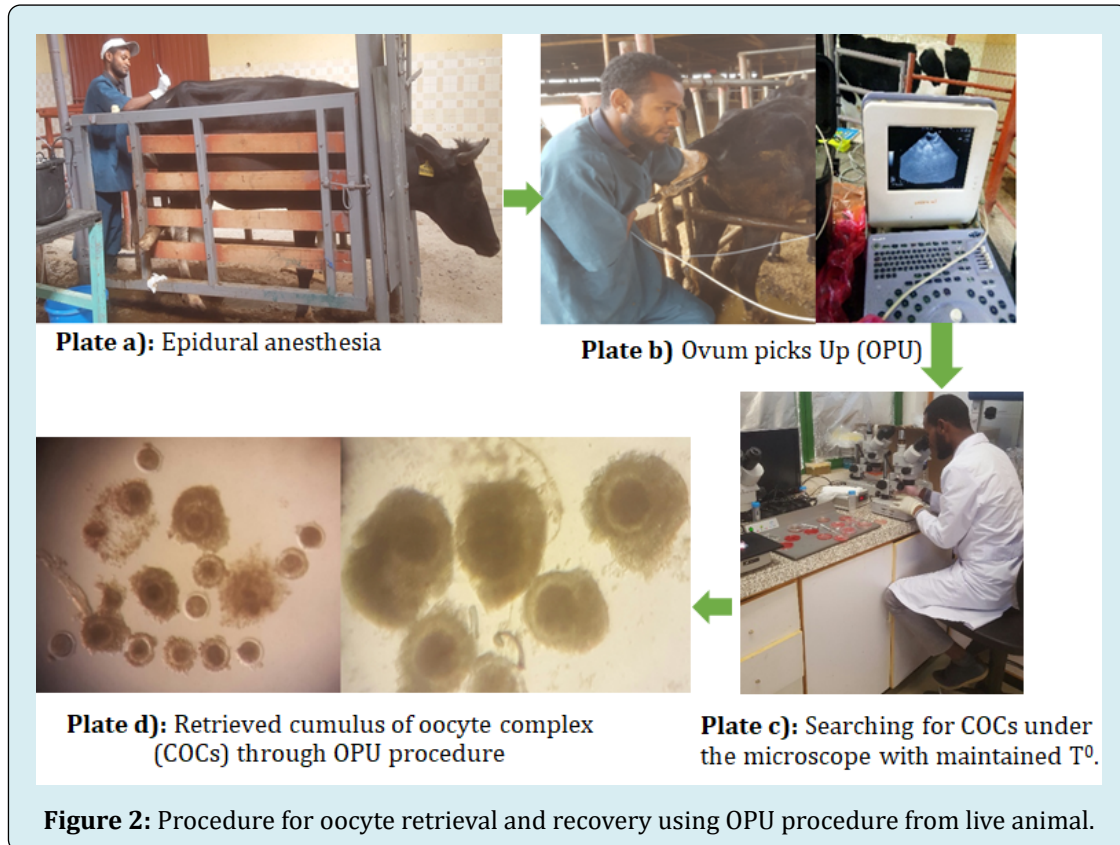 Plate a): Epidural anesthesia
Plate b) Ovum picks Up (OPU)
Plate d): Retrieved cumulus of oocyte complex
(COCs) through OPU procedure
Plate c): Searching for COCs under
the microscope with maintained T⁰.
Figure 2: Procedure for oocyte retrieval and recovery using OPU procedure from live animal.